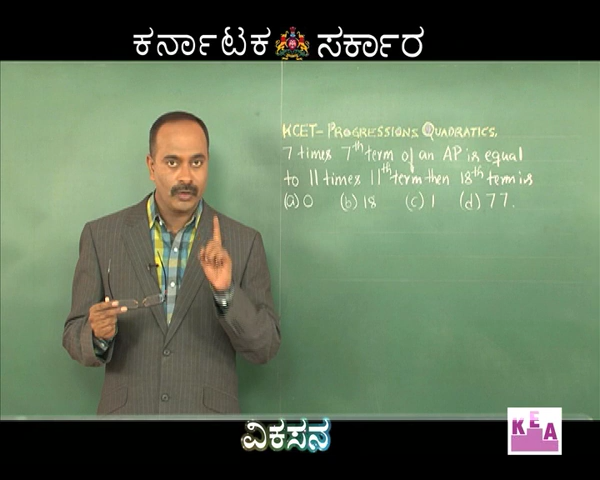 ಕರ್ನಾಟಕ ಸರ್ಕಾರ
KCET- PROGRESSIONS, QUADRATICS.
7 times 7th term of an AP is equal
to 11 times 11th term then 18th term is
(a) 0 (b) 18 (c) 1 (d) 77.
ವಿಕಸನ
KEA